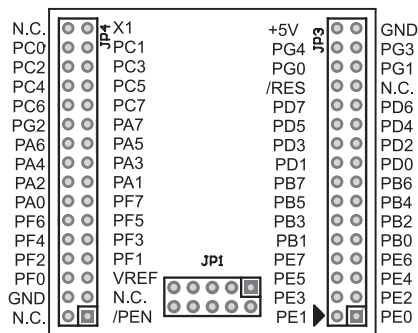 N.C. X1 +5V GND
PC0 PC1 PG4 PG3
PC2 PC3 PG0 PG1
PC4 PC5 /RES N.C.
PC6 PC7 PD7 PD6
PG2 PA7 PD5 PD4
PA6 PA5 PD3 PD2
PA4 PA3 PD1 PD0
PA2 PA1 PB7 PB6
PA0 PF7 PB5 PB4
PF6 PF5 PB3 PB2
PF4 PF3 PB1 PB0
PF2 PF1 PE7 PE6
PF0 VREF PE5 PE4
GND N.C. PE3 PE2
N.C. /PEN PE1 PE0
JP4
JP3
JP1